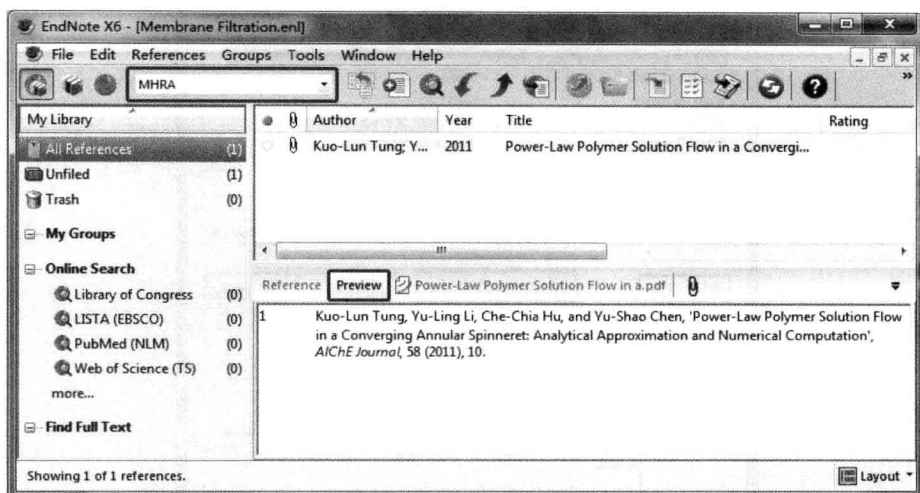 EndNote X6 - [Membrane Filtration.enl]
File Edit References Groups Tools Window Help
MHRA
My Library
Author Year Title Rating
All References (1)
Kuo-Lun Tung; Y... 2011 Power-Law Polymer Solution Flow in a Convergi...
Unfiled (1)
Trash (0)
My Groups
Online Search
Library of Congress (0)
LISTA (EBSCO) (0)
PubMed (NLM) (0)
Web of Science (TS) (0)
more...
Find Full Text
Reference Preview Power-Law Polymer Solution Flow in a.pdf
1 Kuo-Lun Tung, Yu-Ling Li, Che-Chia Hu, and Yu-Shao Chen, 'Power-Law Polymer Solution Flow
in a Converging Annular Spinneret: Analytical Approximation and Numerical Computation',
AIChE Journal, 58 (2011), 10.
Showing 1 of 1 references.
Layout